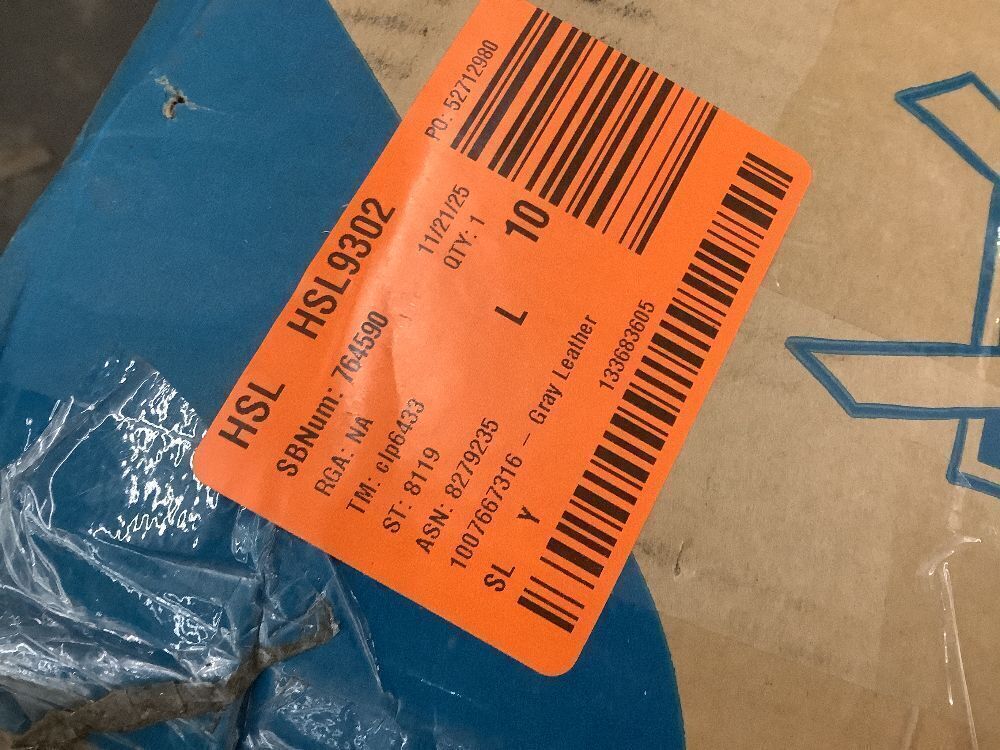 HSL HSL9302 PO: 52712980
SBNum: 764590 11/21/25
RGA: NA QTY: 1
TM: clp6433
ST: 8119 L 10
ASN: 8279235
1007667316 – Gray Leather
SL Y 133683605